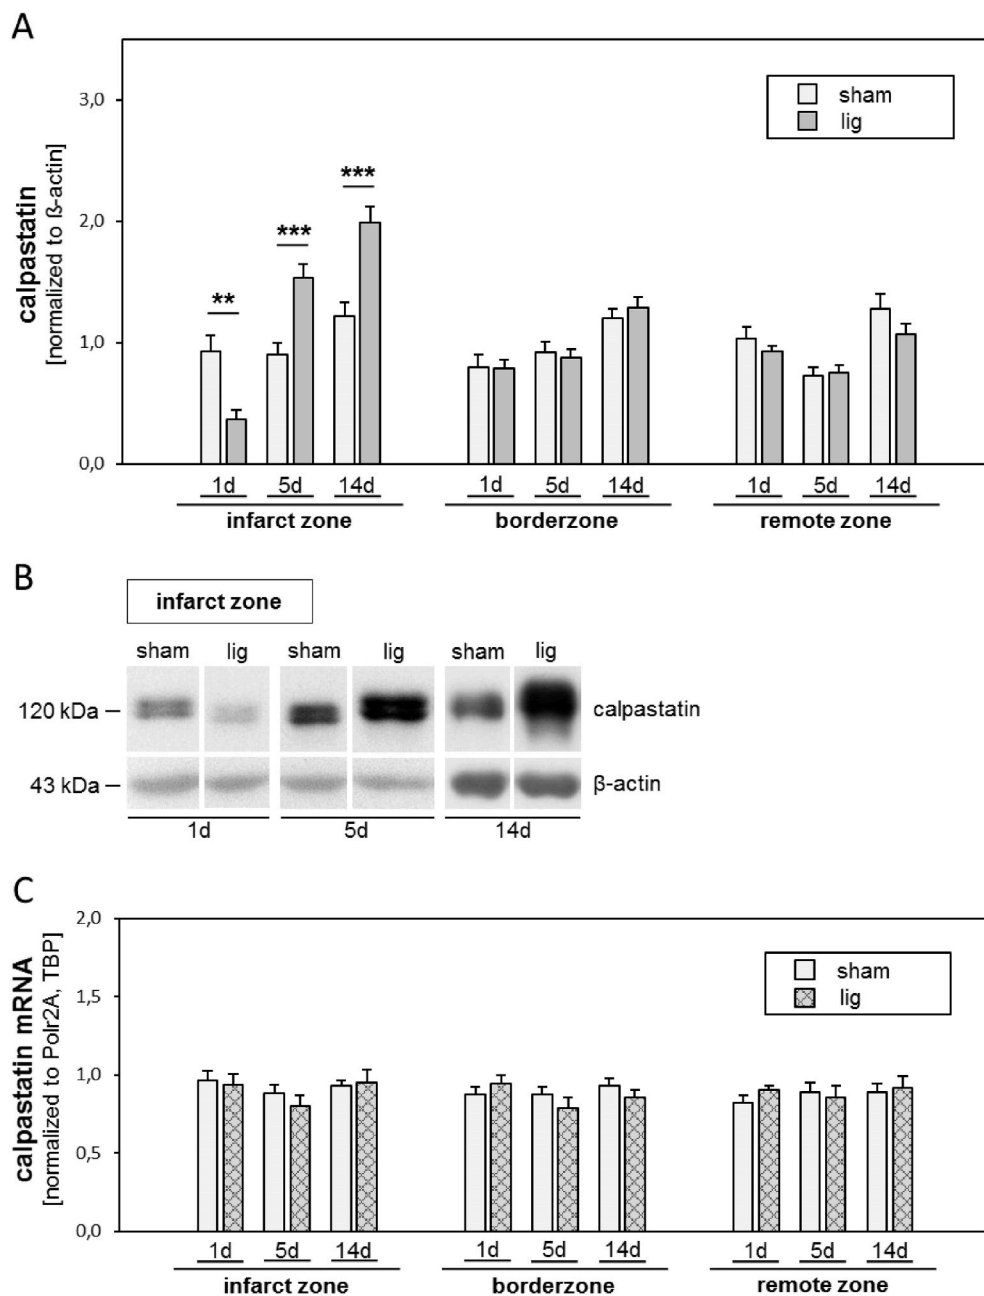 A
3,0
2,0
1,0
0,0
calpastatin
[normalized to ß-actin]
sham
lig
** *** ***
1d 5d 14d 1d 5d 14d 1d 5d 14d
infarct zone borderzone remote zone
B
infarct zone
sham lig sham lig sham lig
120 kDa calpastatin
43 kDa β-actin
1d 5d 14d
C
2,0
1,5
1,0
0,5
0,0
calpastatin mRNA
[normalized to Polr2A, TBP]
sham
lig
1d 5d 14d 1d 5d 14d 1d 5d 14d
infarct zone borderzone remote zone